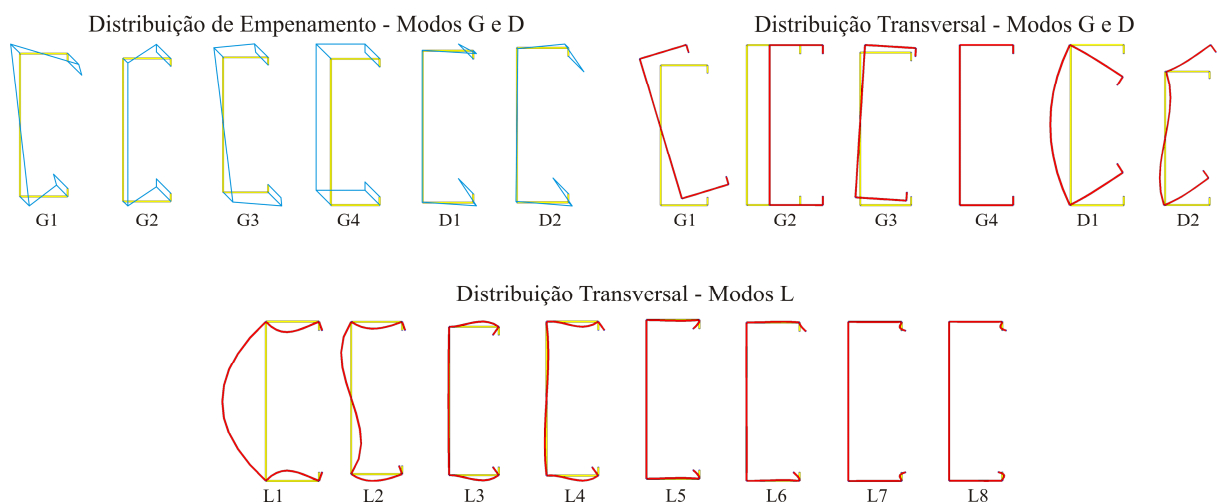 Distribuição de Empenamento - Modos G e D
Distribuição Transversal - Modos G e D
G1 G2 G3 G4 D1 D2
G1 G2 G3 G4 D1 D2
Distribuição Transversal - Modos L
L1 L2 L3 L4 L5 L6 L7 L8